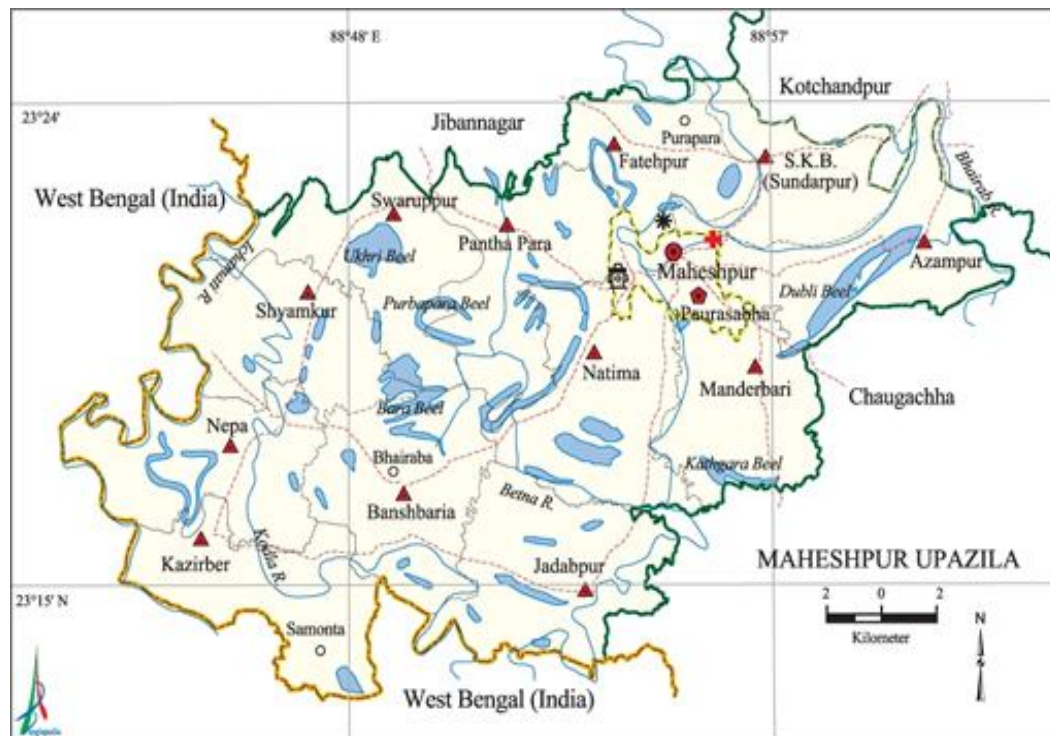 88°48' E
88°57'
23°24'
Kotchandpur
Jibannagar
Purapara
Fatehpur
S.K.B.
(Sundarpur)
Bhairab R.
West Bengal (India)
Swaruppur
Pantha Para
Ichamati R.
Ukhri Beel
Maheshpur
Azampur
Shyamkur
Purbapara Beel
Paurasabha
Dubli Beel
Natima
Manderbari
Chaugachha
Bara Beel
Nepa
Bhairaba
Kathgara Beel
Banshbaria
Betna R.
Kazirber
Kodla R.
Jadabpur
MAHESHPUR UPAZILA
23°15' N
2 0 2
Kilometer
N
Samonta
West Bengal (India)